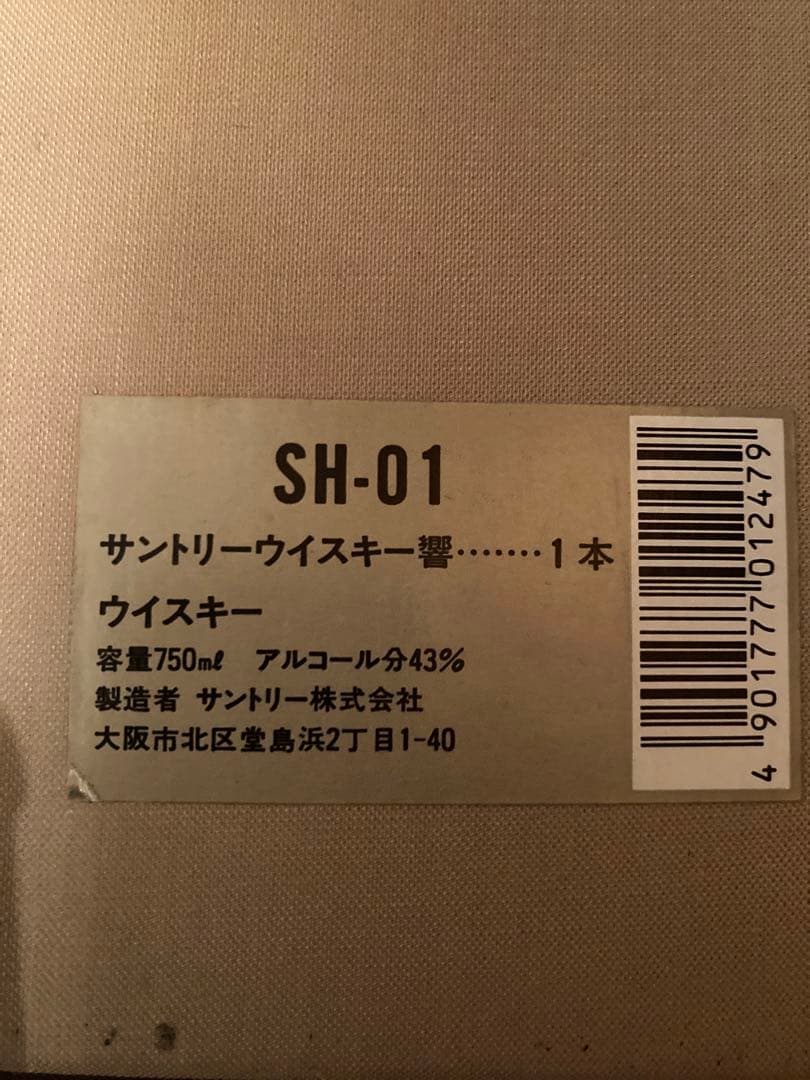 SH-01
サントリーウイスキー響・・・・・・・1本
ウイスキー
容量750mℓ アルコール分43%
製造者 サントリー株式会社
大阪市北区堂島浜2丁目1-40
4901777012479